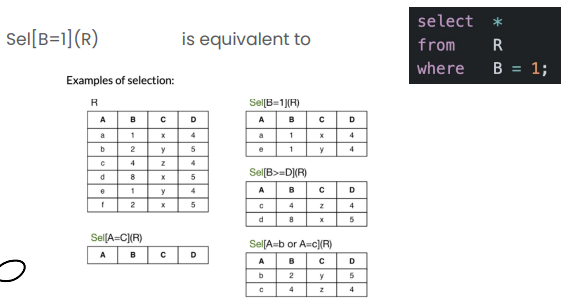 Sel[B=1](R) is equivalent to
select *
from R
where B = 1;
Examples of selection:
R
A B C D
a 1 x 4
b 2 y 5
c 4 z 4
d 8 x 5
e 1 y 4
f 2 x 5
Sel[A=C](R)
A B C D
Sel[B=1](R)
A B C D
a 1 x 4
e 1 y 4
Sel[B>=D](R)
A B C D
c 4 z 4
d 8 x 5
Sel[A=b or A=c](R)
A B C D
b 2 y 5
c 4 z 4